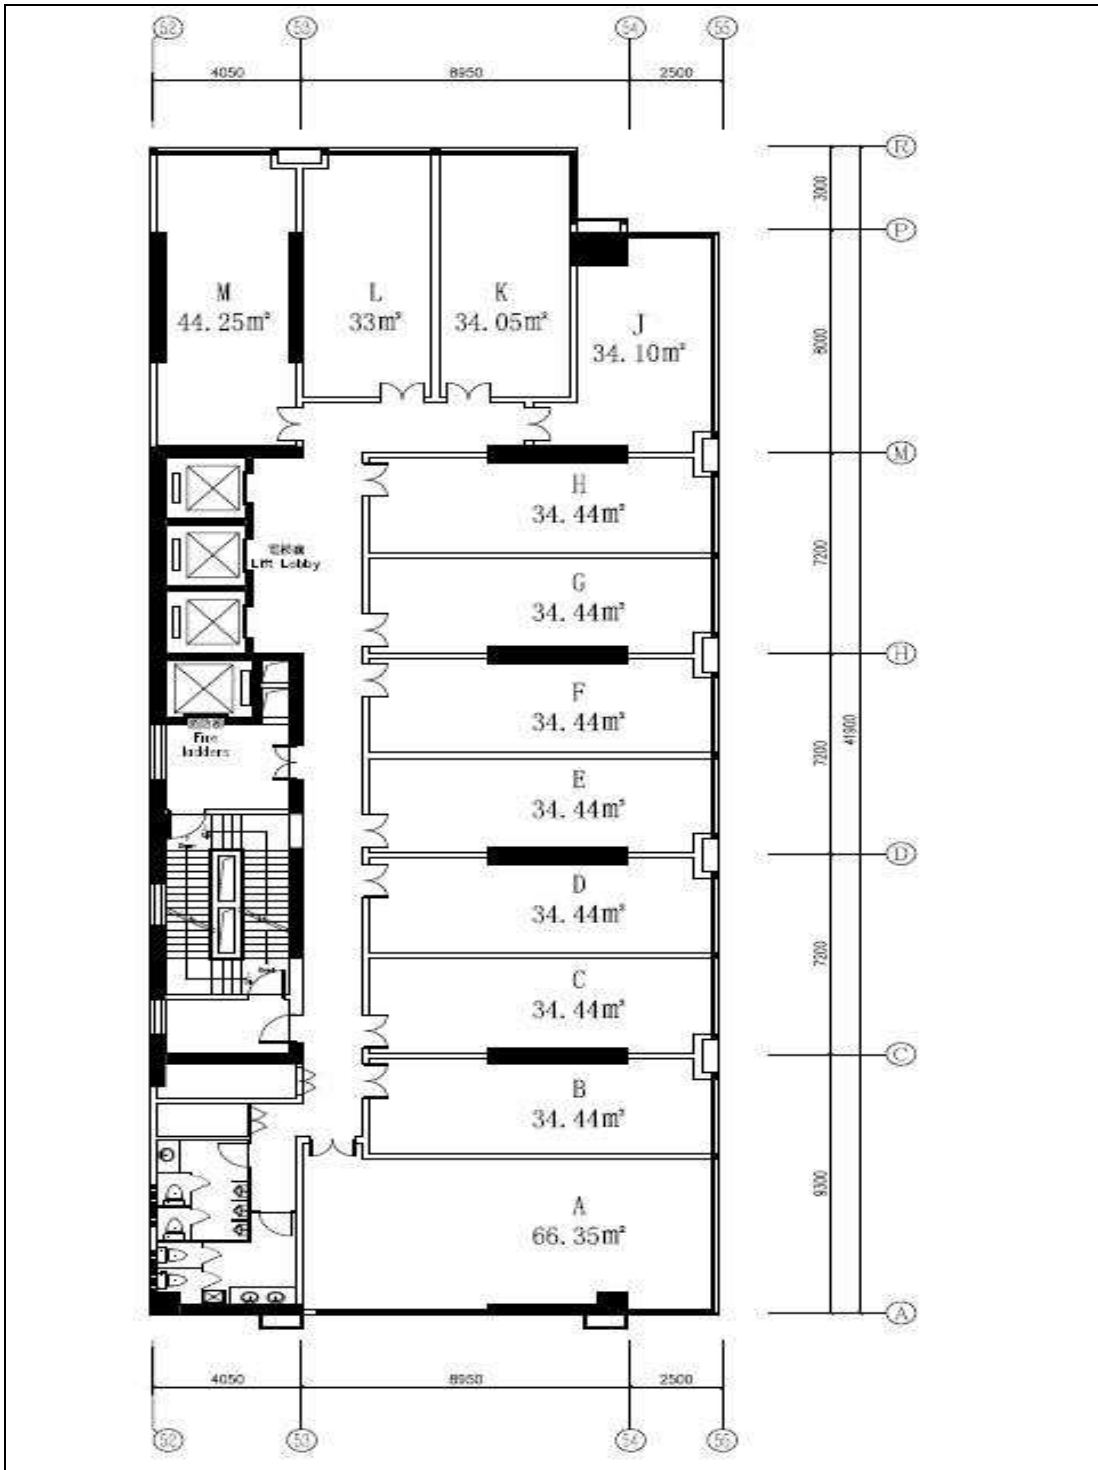 52 53 54 55
4050 8950 2500
R
3000
P
M
44.25m²
L
33m²
K
34.05m²
J
34.10m²
8000
M
H
34.44m²
Lift Lobby
7200
G
34.44m²
H
F
34.44m²
Fire
ladders
7200
41900
E
34.44m²
D
D
34.44m²
7200
C
34.44m²
C
B
34.44m²
9300
A
66.35m²
A
4050 8950 2500
52 53 54 55